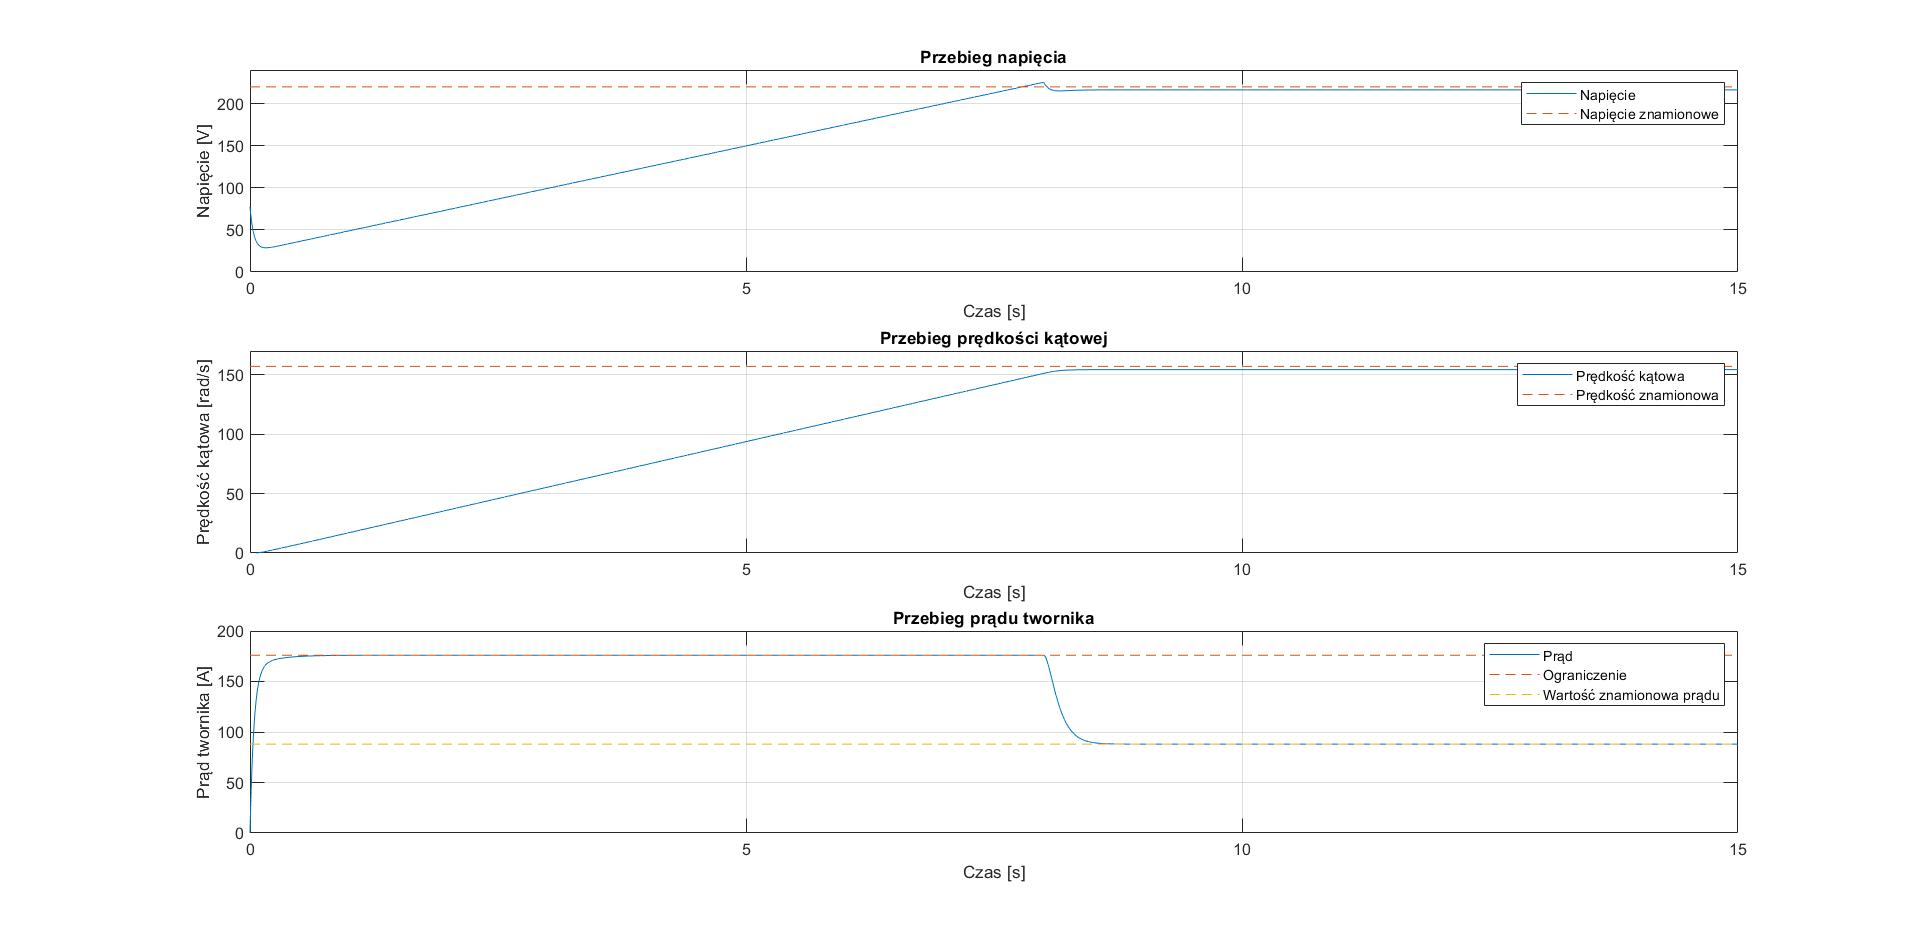 Przebieg napięcia
Napięcie [V]
200
150
100
50
0
Napięcie
Napięcie znamionowe
0 5 10 15
Czas [s]
Przebieg prędkości kątowej
Prędkość kątowa [rad/s]
150
100
50
0
Prędkość kątowa
Prędkość znamionowa
0 5 10 15
Czas [s]
Przebieg prądu twornika
Prąd twornika [A]
200
150
100
50
0
Prąd
Ograniczenie
Wartość znamionowa prądu
0 5 10 15
Czas [s]